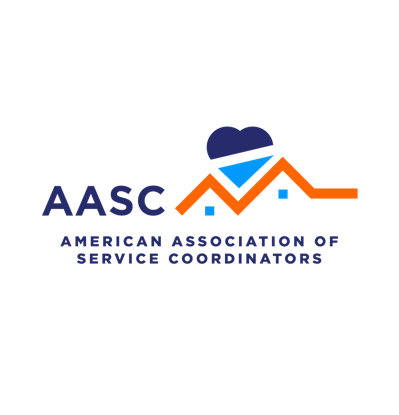 AASC
AMERICAN ASSOCIATION OF
SERVICE COORDINATORS